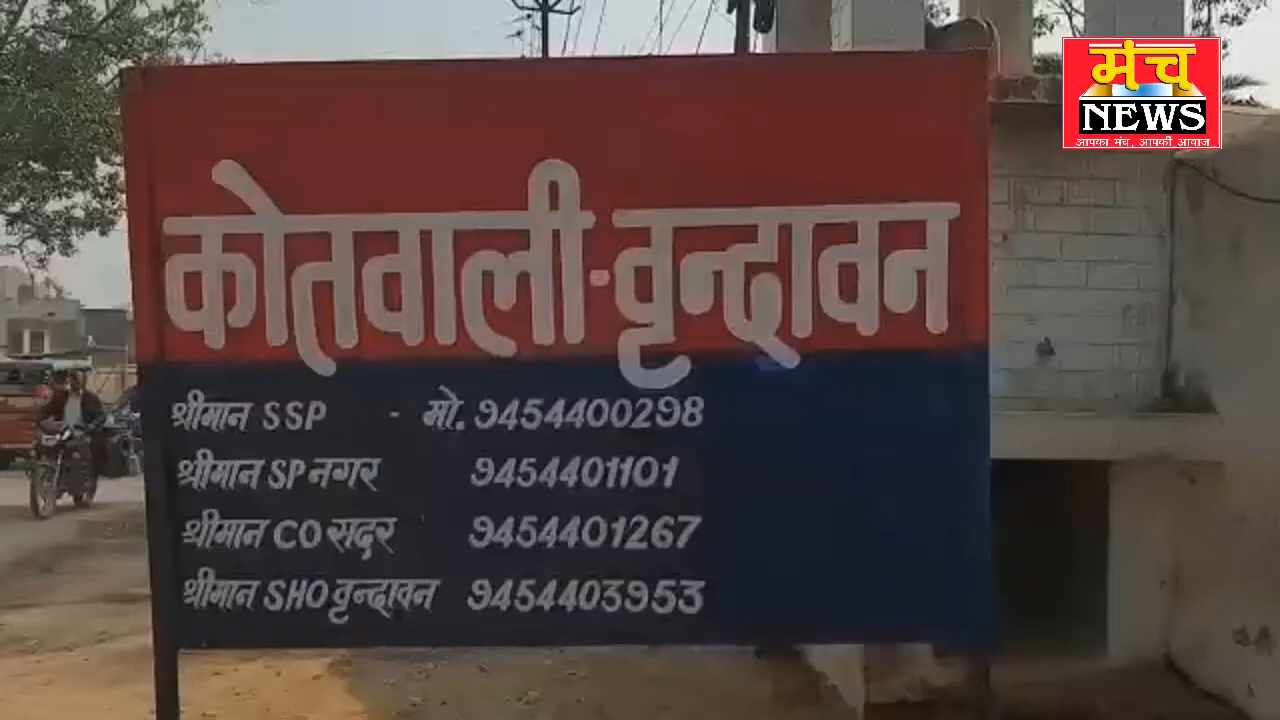 मंच
NEWS
आपका मंच, आपकी आवाज
कोतवाली-वृन्दावन
श्रीमान SSP - मो. 9454400298
श्रीमान SP नगर 9454401101
श्रीमान CO सदर 9454401267
श्रीमान SHO वृन्दावन 9454403953